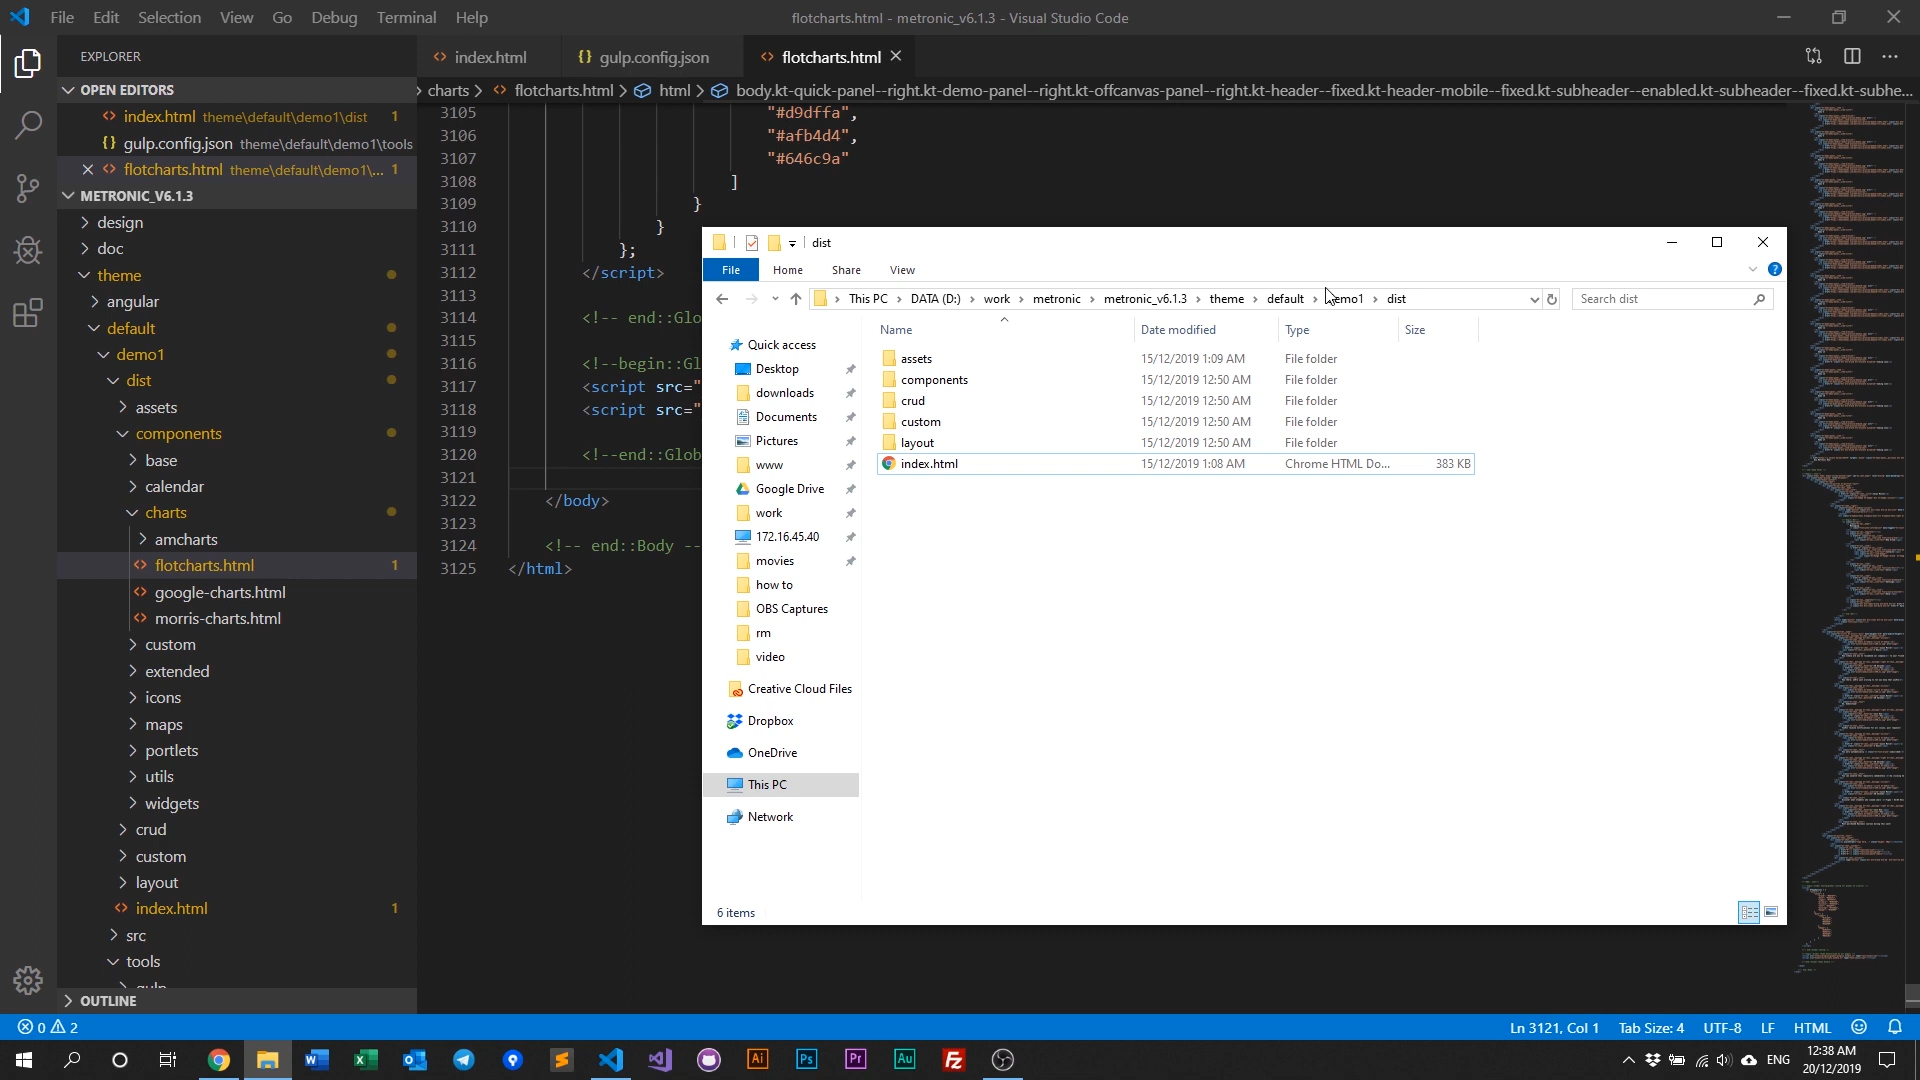 File Edit Selection View Go Debug Terminal Help
flotcharts.html - metronic_v6.1.3 - Visual Studio Code
EXPLORER
OPEN EDITORS
index.html theme\default\demo1\dist 1
gulp.config.json theme\default\demo1\tools
flotcharts.html theme\default\demo1\... 1
METRONIC_V6.1.3
design
doc
theme
angular
default
demo1
dist
assets
components
base
calendar
charts
amcharts
flotcharts.html 1
google-charts.html
morris-charts.html
custom
extended
icons
maps
portlets
utils
widgets
crud
custom
layout
index.html 1
src
tools
OUTLINE
index.html
{} gulp.config.json
flotcharts.html
charts > flotcharts.html > html > body.kt-quick-panel--right.kt-demo-panel--right.kt-offcanvas-panel--right.kt-header--fixed.kt-header-mobile--fixed.kt-subheader--enabled.kt-subheader--fixed.kt-subhe...
3105 "#d9dffa",
3106 "#afb4d4",
3107 "#646c9a"
3108 ]
3109 }
3110 }
3111 };
3112 </script>
3113
3114 <!-- end::Glo
3115
3116 <!--begin::Gl
3117 <script src="
3118 <script src="
3119
3120 <!--end::Glob
3121
3122 </body>
3123
3124 <!-- end::Body --
3125 </html>
dist
File Home Share View
This PC > DATA (D:) > work > metronic > metronic_v6.1.3 > theme > default > demo1 > dist
Search dist
Name Date modified Type Size
assets 15/12/2019 1:09 AM File folder
components 15/12/2019 12:50 AM File folder
crud 15/12/2019 12:50 AM File folder
custom 15/12/2019 12:50 AM File folder
layout 15/12/2019 12:50 AM File folder
index.html 15/12/2019 1:08 AM Chrome HTML Do... 383 KB
Quick access
Desktop
downloads
Documents
Pictures
www
Google Drive
work
172.16.45.40
movies
how to
OBS Captures
rm
video
Creative Cloud Files
Dropbox
OneDrive
This PC
Network
6 items
0 2
Ln 3121, Col 1 Tab Size: 4 UTF-8 LF HTML
ENG
12:38 AM
20/12/2019